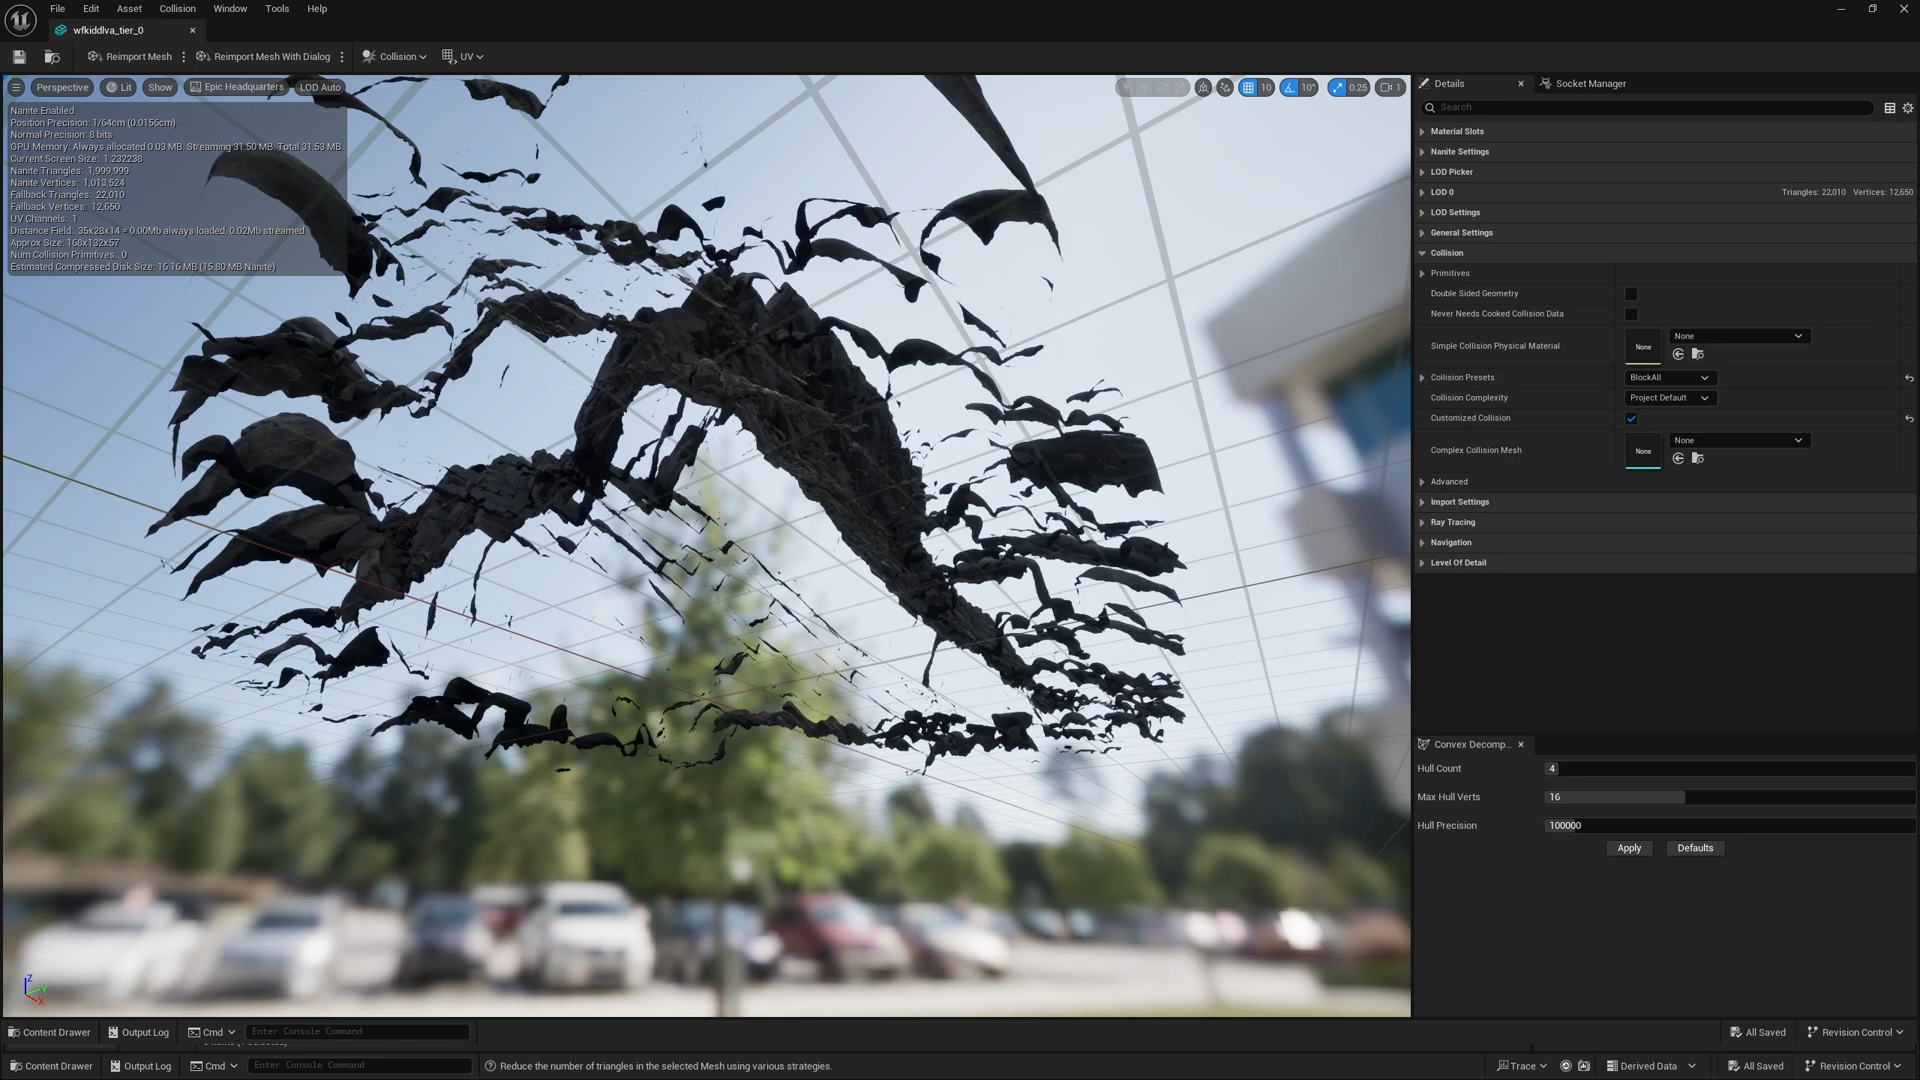 File Edit Asset Collision Window Tools Help
wfkiddlva_tier_0
Reimport Mesh Reimport Mesh With Dialog Collision UV
Perspective Lit Show Epic Headquarters LOD Auto
10 10° 0.25 1
Nanite Enabled
Position Precision: 1/64cm (0.0156cm)
Normal Precision: 8 bits
GPU Memory: Always allocated 0.03 MB. Streaming 31.50 MB. Total 31.53 MB.
Current Screen Size: 1.232238
Nanite Triangles: 1,999,999
Nanite Vertices: 1,013,524
Fallback Triangles: 22,010
Fallback Vertices: 12,650
UV Channels: 1
Distance Field: 35x28x14 = 0.00Mb always loaded, 0.02Mb streamed
Approx Size: 168x132x57
Num Collision Primitives: 0
Estimated Compressed Disk Size: 16.16 MB (15.80 MB Nanite)
Z
Y
X
Details Socket Manager
Search
Material Slots
Nanite Settings
LOD Picker
LOD 0 Triangles: 22,010 Vertices: 12,650
LOD Settings
General Settings
Collision
Primitives
Double Sided Geometry
Never Needs Cooked Collision Data
Simple Collision Physical Material None None
Collision Presets BlockAll
Collision Complexity Project Default
Customized Collision
Complex Collision Mesh None None
Advanced
Import Settings
Ray Tracing
Navigation
Level Of Detail
Convex Decomp...
Hull Count 4
Max Hull Verts 16
Hull Precision 100000
Apply Defaults
Content Drawer Output Log Cmd Enter Console Command All Saved Revision Control
Content Drawer Output Log Cmd Enter Console Command Reduce the number of triangles in the selected Mesh using various strategies. Trace Derived Data All Saved Revision Control